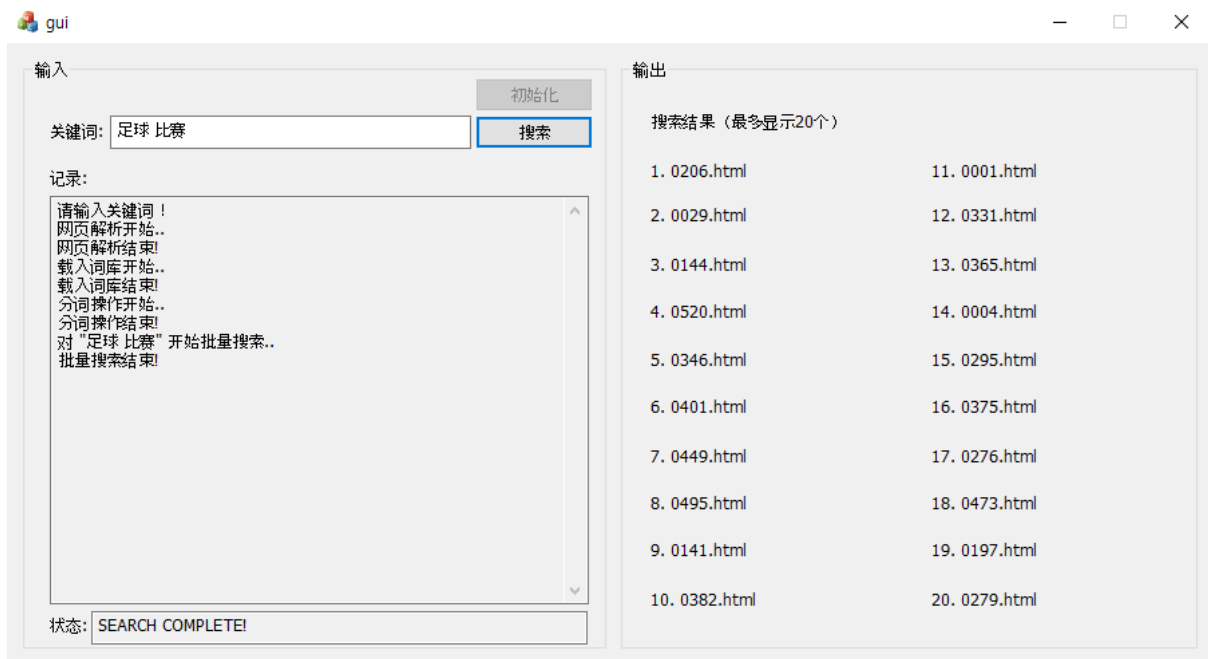 gui
输入
初始化
关键词: 足球 比赛 搜索
记录:
请输入关键词！
网页解析开始..
网页解析结束!
载入词库开始..
载入词库结束!
分词操作开始..
分词操作结束!
对 "足球 比赛" 开始批量搜索..
批量搜索结束!
状态: SEARCH COMPLETE!
输出
搜索结果（最多显示20个）
1. 0206.html
2. 0029.html
3. 0144.html
4. 0520.html
5. 0346.html
6. 0401.html
7. 0449.html
8. 0495.html
9. 0141.html
10. 0382.html
11. 0001.html
12. 0331.html
13. 0365.html
14. 0004.html
15. 0295.html
16. 0375.html
17. 0276.html
18. 0473.html
19. 0197.html
20. 0279.html